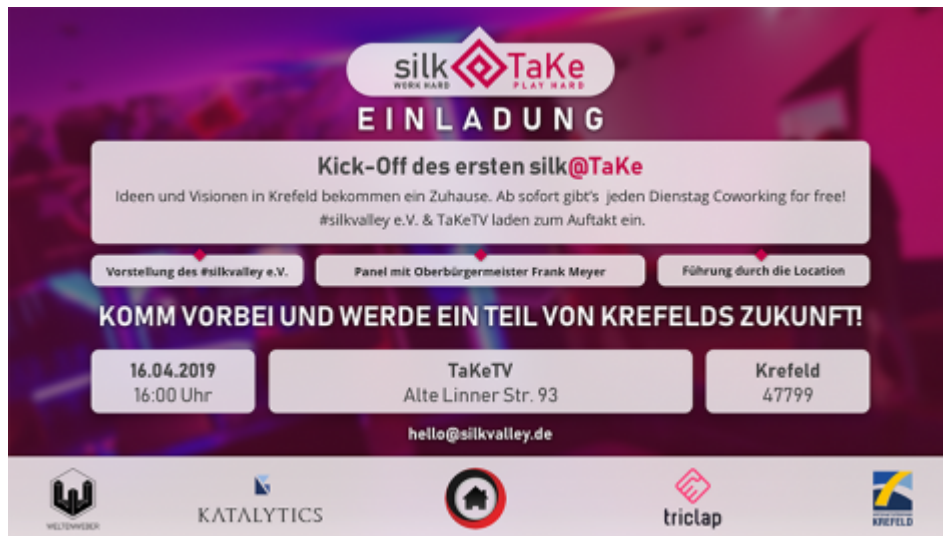 silk TaKe
WORK HARD PLAY HARD
EINLADUNG
Kick-Off des ersten silk@TaKe
Ideen und Visionen in Krefeld bekommen ein Zuhause. Ab sofort gibt's jeden Dienstag Coworking for free!
#silkvalley e.V. & TaKeTV laden zum Auftakt ein.
Vorstellung des #silkvalley e.V.
Panel mit Oberbürgermeister Frank Meyer
Führung durch die Location
KOMM VORBEI UND WERDE EIN TEIL VON KREFELDS ZUKUNFT!
16.04.2019
16:00 Uhr
TaKeTV
Alte Linner Str. 93
Krefeld
47799
hello@silkvalley.de
WELTENWEBER
KATALYTICS
triclap
KREFELD